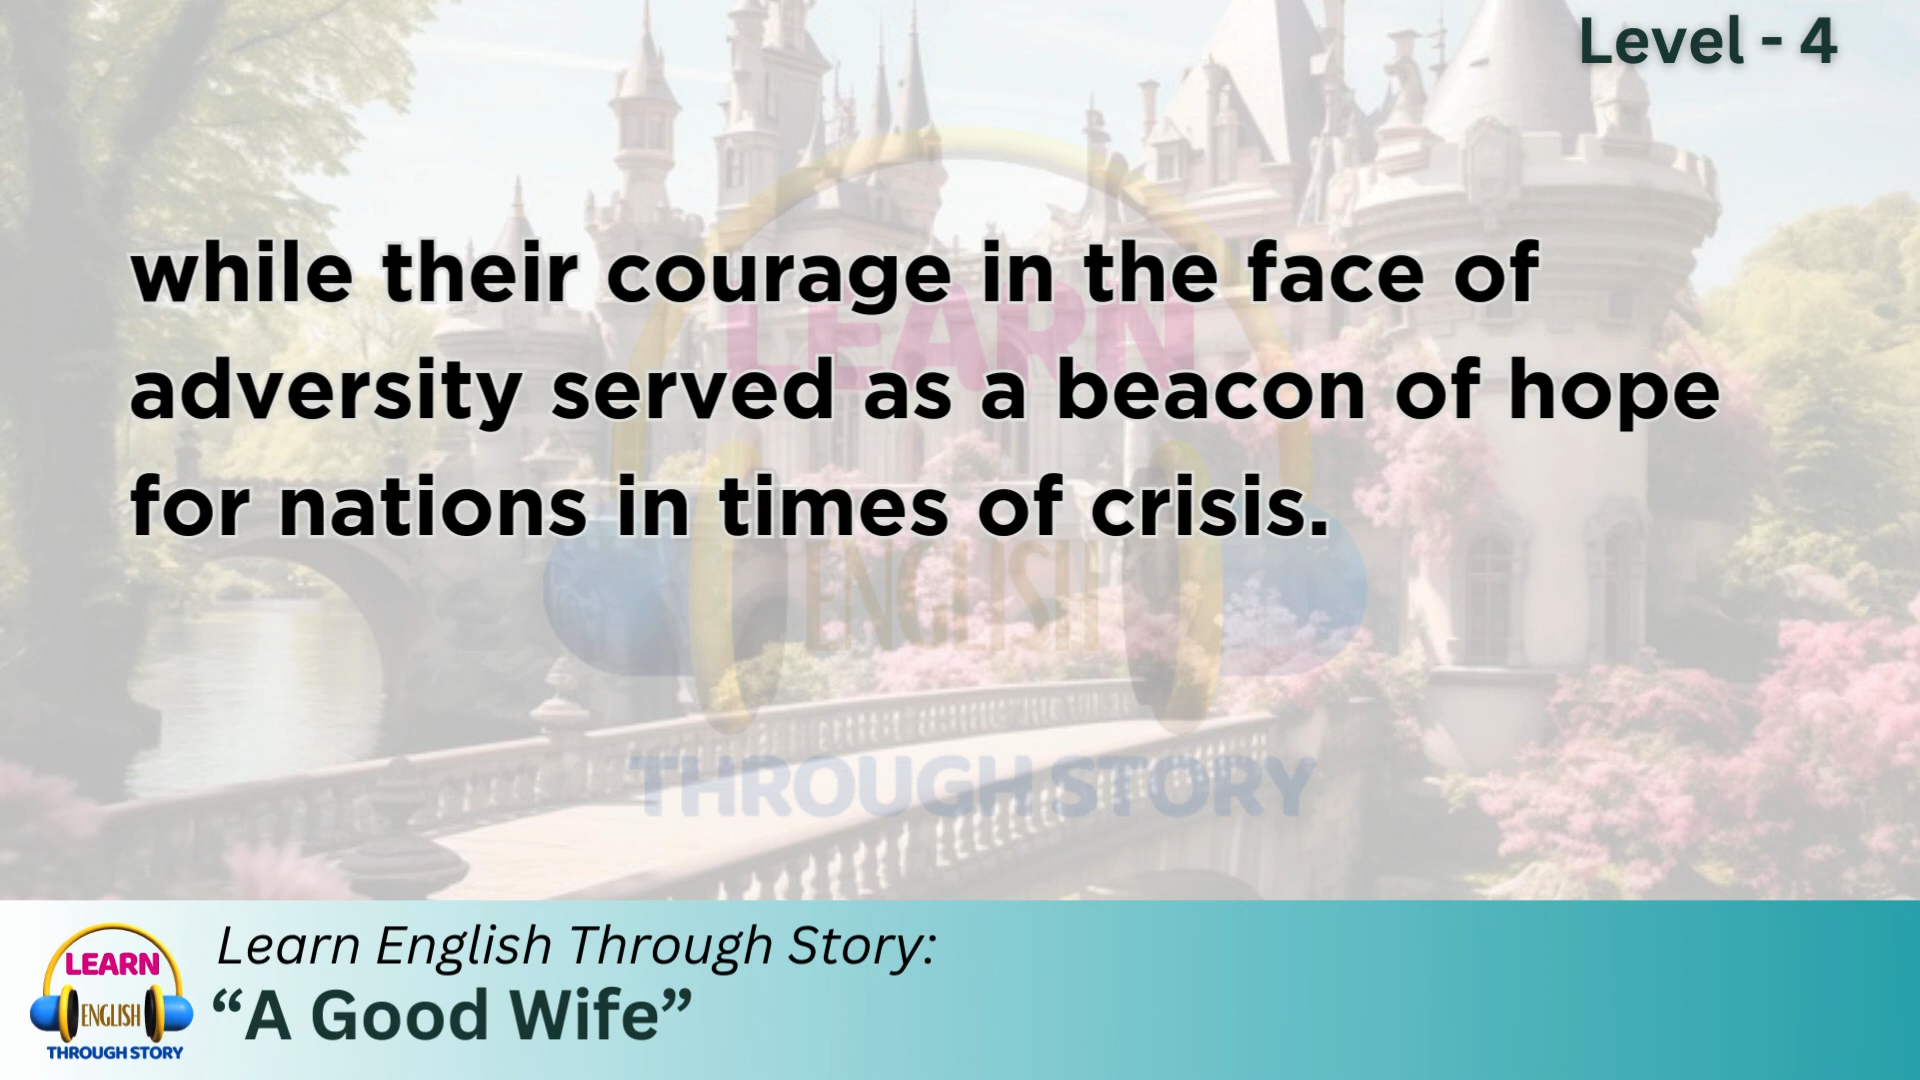 Level - 4
while their courage in the face of
adversity served as a beacon of hope
for nations in times of crisis.
LEARN
ENGLISH
THROUGH STORY
Learn English Through Story:
“A Good Wife”
LEARN
ENGLISH
THROUGH STORY